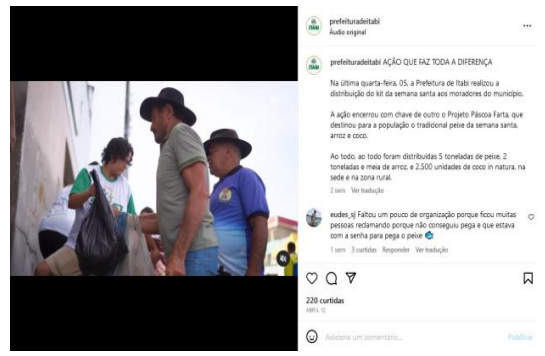 prefeituradeitabi
Áudio original
prefeituradeitabi AÇÃO QUE FAZ TODA A DIFERENÇA
Na última quarta-feira, 05, a Prefeitura de Itabi realizou a
distribuição do kit da semana santa aos moradores do município.
A ação encerrou com chave de outro o Projeto Páscoa Farta, que
destinou para a população o tradicional peixe da semana santa,
arroz e coco.
Ao todo, ao todo foram distribuídas 5 toneladas de peixe, 2
toneladas e meia de arroz, e 2.500 unidades de coco in natura, na
sede e na zona rural.
2 sem Ver tradução
eudes_sj Faltou um pouco de organização porque ficou muitas
pessoas reclamando porque não conseguiu pega e que estava
com a senha para pega o peixe
1 sem 3 curtidas Responder Ver tradução
220 curtidas
ABRIL 10
Adicione um comentário...
Publicar